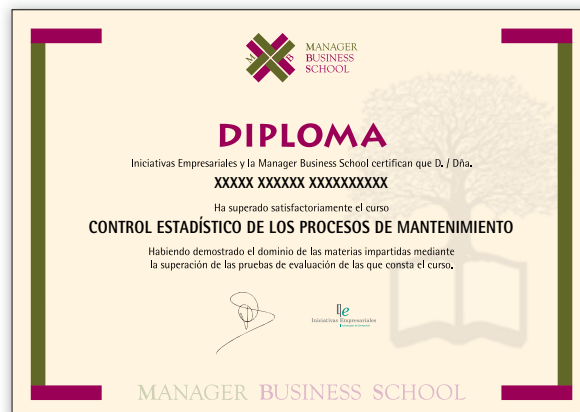 M B
MANAGER
BUSINESS
SCHOOL
DIPLOMA
Iniciativas Empresariales y la Manager Business School certifican que D. / Dña.
XXXXX XXXXXX XXXXXXXXXX
Ha superado satisfactoriamente el curso
CONTROL ESTADÍSTICO DE LOS PROCESOS DE MANTENIMIENTO
Habiendo demostrado el dominio de las materias impartidas mediante
la superación de las pruebas de evaluación de las que consta el curso.
Iniciativas Empresariales
MANAGER BUSINESS SCHOOL